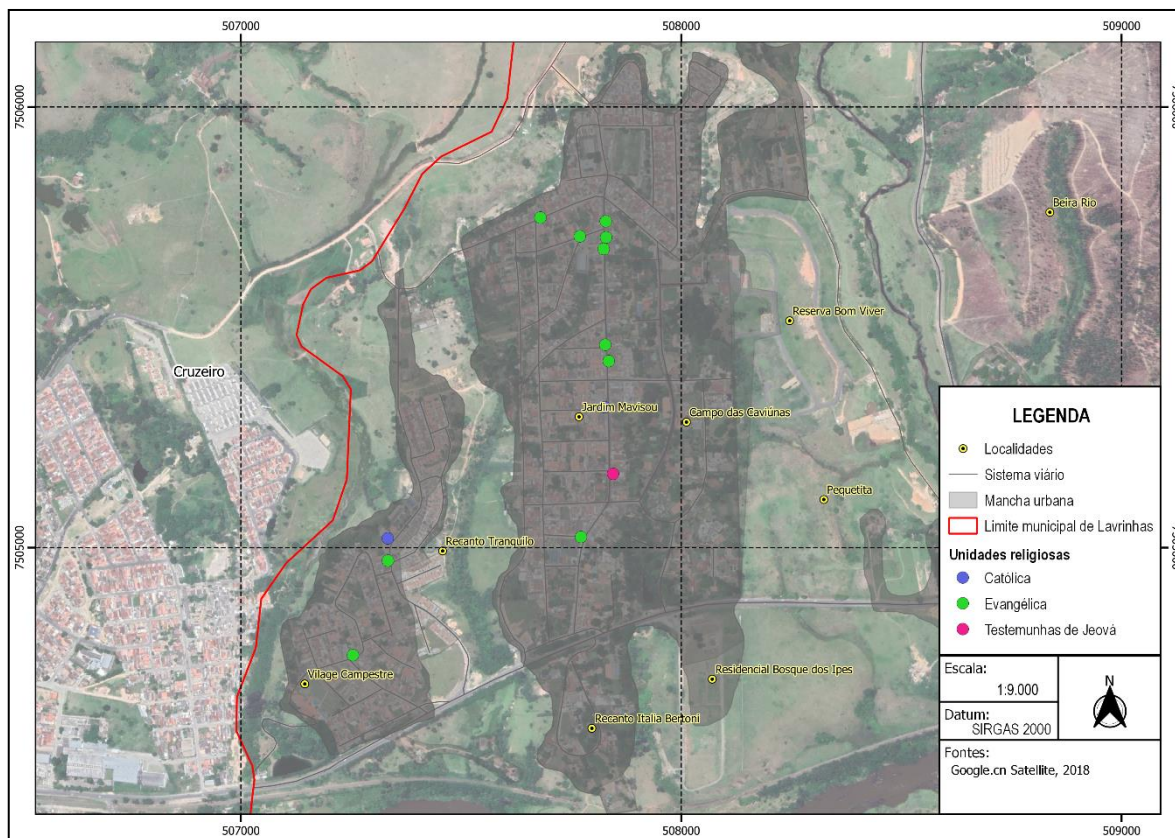 507000
508000
509000
7506000
7506000
Beira Rio
Reserva Bom Viver
Cruzeiro
Jardim Mavisou
Campo das Caviúnas
Pequetita
7505000
7505000
Recanto Tranquilo
Vilage Campestre
Residencial Bosque dos Ipes
Recanto Italia Bertoni
LEGENDA
Localidades
Sistema viário
Mancha urbana
Limite municipal de Lavrinhas
Unidades religiosas
Católica
Evangélica
Testemunhas de Jeová
Escala:
1:9.000
N
Datum:
SIRGAS 2000
Fontes:
Google.cn Satellite, 2018
507000
508000
509000